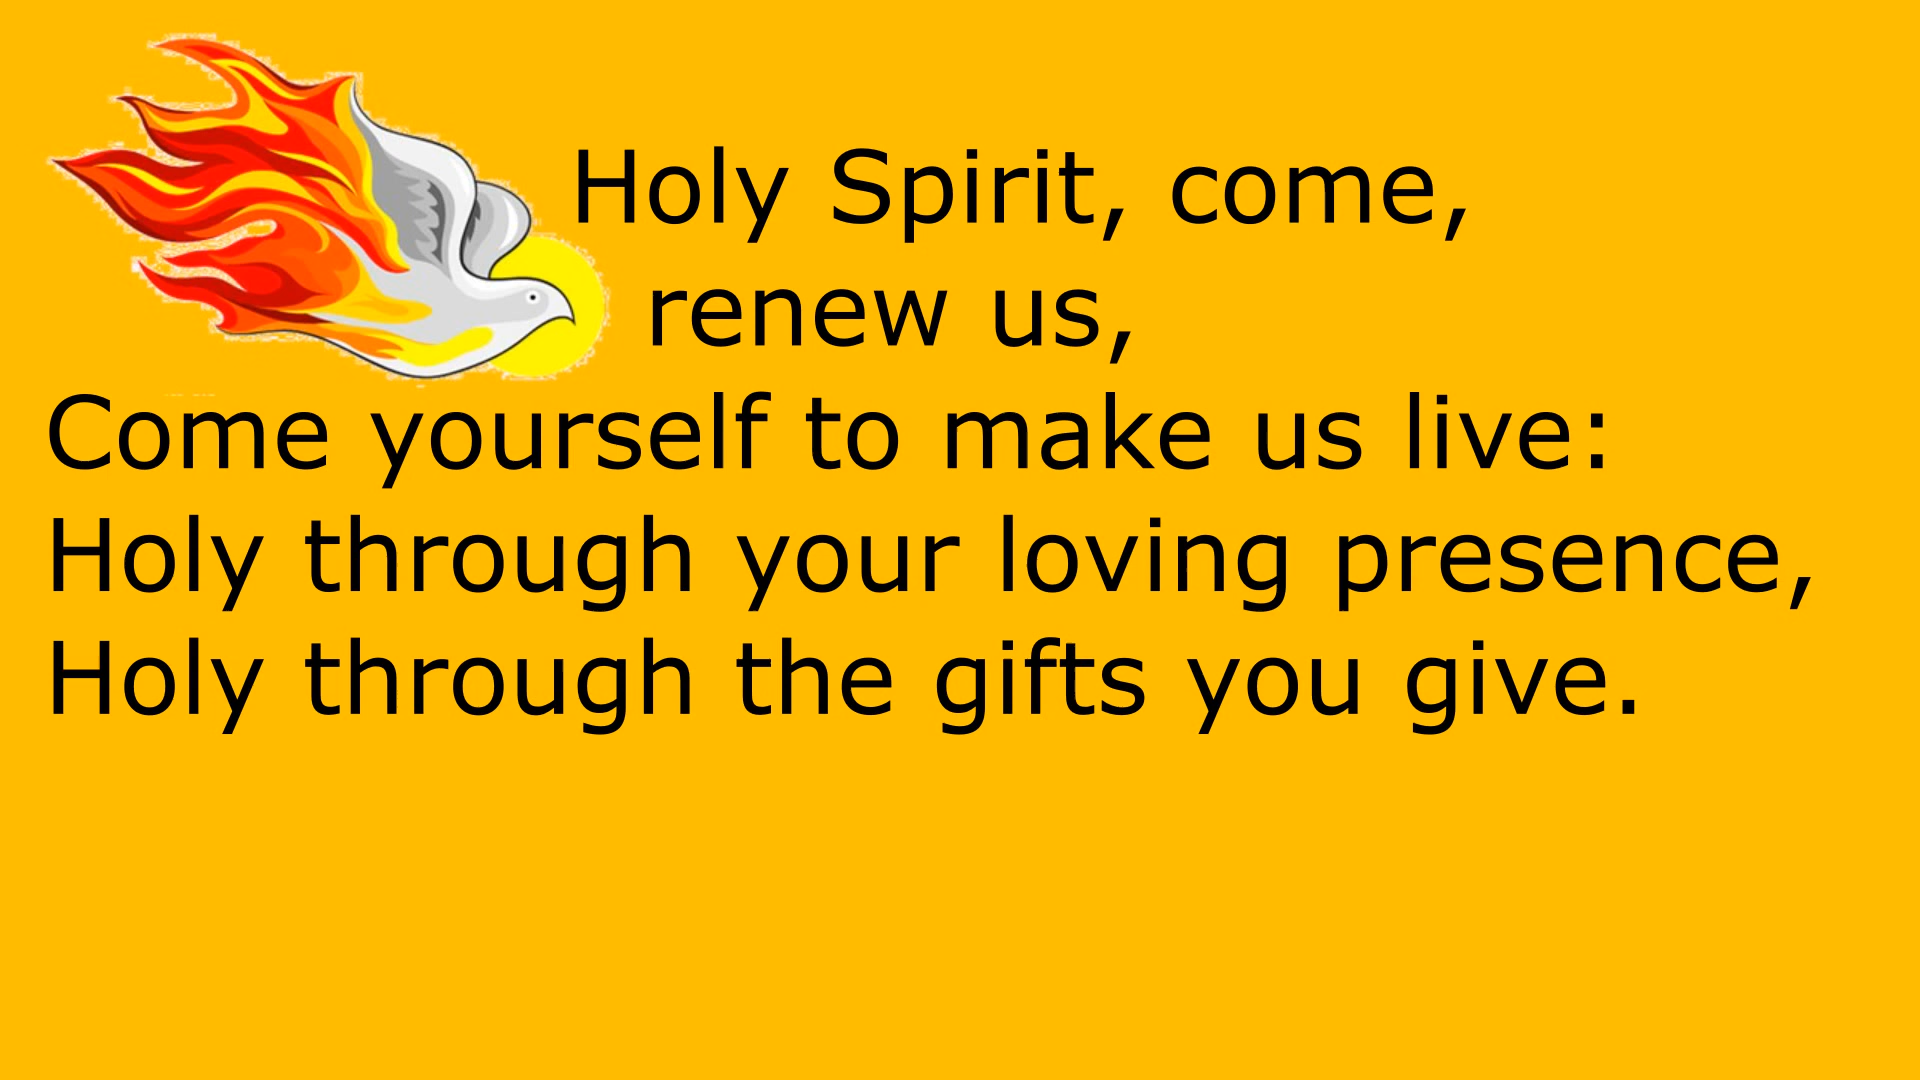 Holy Spirit, come,
renew us,
Come yourself to make us live:
Holy through your loving presence,
Holy through the gifts you give.